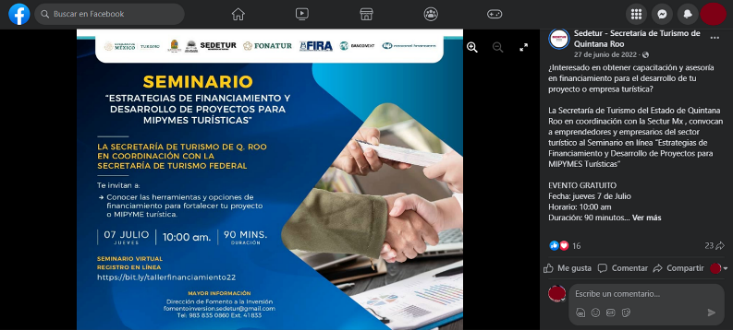 Buscar en Facebook
MÉXICO TURISMO SEDETUR FONATUR FIRA BANCOMEXT
SEMINARIO
"ESTRATEGIAS DE FINANCIAMIENTO Y
DESARROLLO DE PROYECTOS PARA
MIPYMES TURÍSTICAS"
LA SECRETARÍA DE TURISMO DE Q. ROO
EN COORDINACIÓN CON LA
SECRETARÍA DE TURISMO FEDERAL
Te invitan a:
Conocer las herramientas y opciones de
financiamiento para fortalecer tu proyecto
o MIPYME turística.
07 JULIO 10:00 am. 90 MINS.
JUEVES DURACIÓN
SEMINARIO VIRTUAL
REGISTRO EN LÍNEA
https://bit.ly/tallerfinanciamiento22
MAYOR INFORMACIÓN
Dirección de Fomento a la Inversión
fomentoinversion.sedetur@gmail.com
Tel: 983 835 0860 Ext. 41833
Sedetur - Secretaría de Turismo de
Quintana Roo
27 de junio de 2022
¿Interesado en obtener capacitación y asesoría
en financiamiento para el desarrollo de tu
proyecto o empresa turística?
La Secretaría de Turismo del Estado de Quintana
Roo en coordinación con la Sectur Mx , convocan
a emprendedores y empresarios del sector
turístico al Seminario en línea "Estrategias de
Financiamiento y Desarrollo de Proyectos para
MIPYMES Turísticas"
EVENTO GRATUITO
Fecha: jueves 7 de Julio
Horario: 10:00 am
Duración: 90 minutos... Ver más
16 23
Me gusta Comentar Compartir
Escribe un comentario...